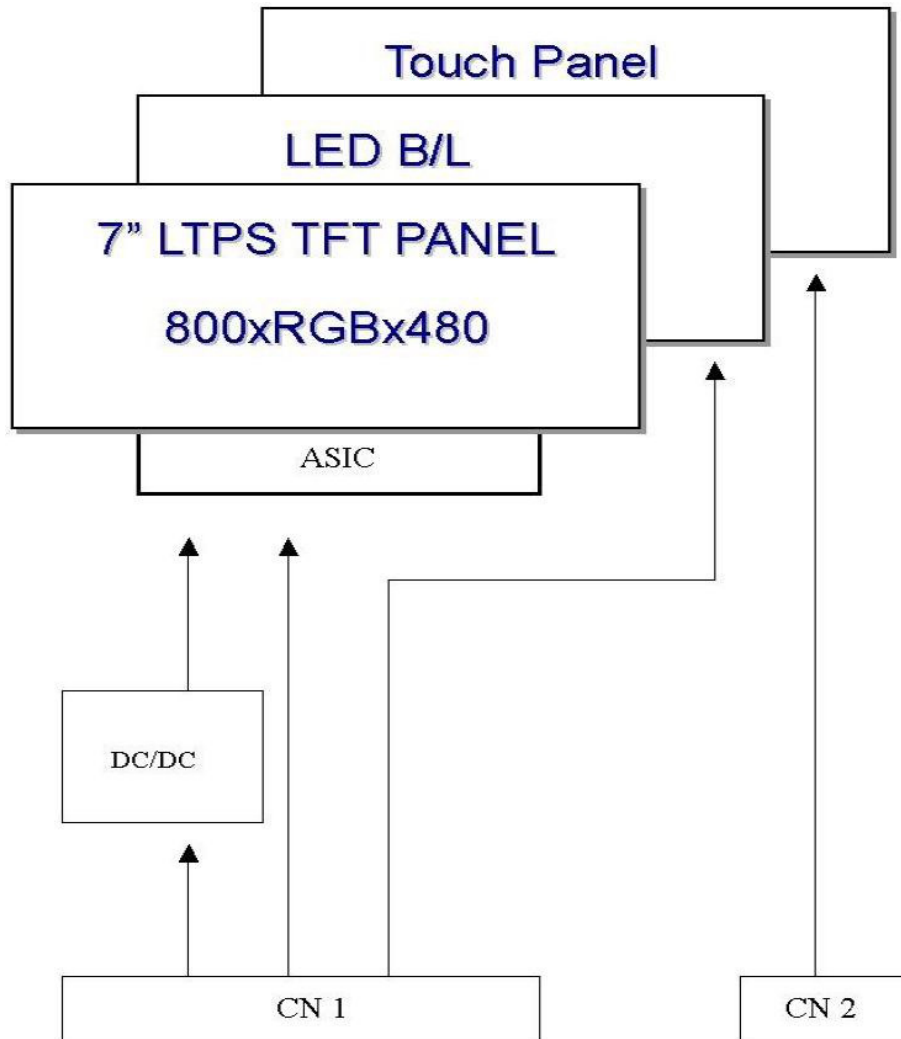 Touch Panel
LED B/L
7” LTPS TFT PANEL
800xRGBx480
ASIC
DC/DC
CN 1
CN 2